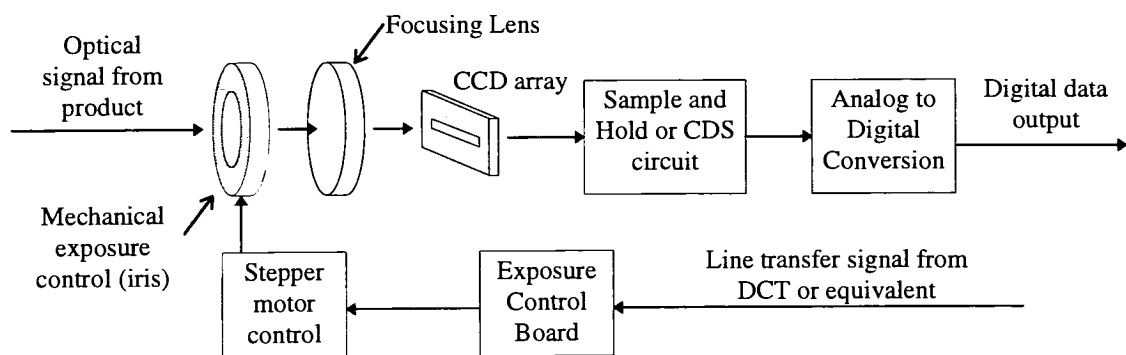 Focusing Lens
Optical
signal from
product
CCD array
Sample and
Hold or CDS
circuit
Analog to
Digital
Conversion
Digital data
output
Mechanical
exposure
control (iris)
Stepper
motor
control
Exposure
Control
Board
Line transfer signal from
DCT or equivalent